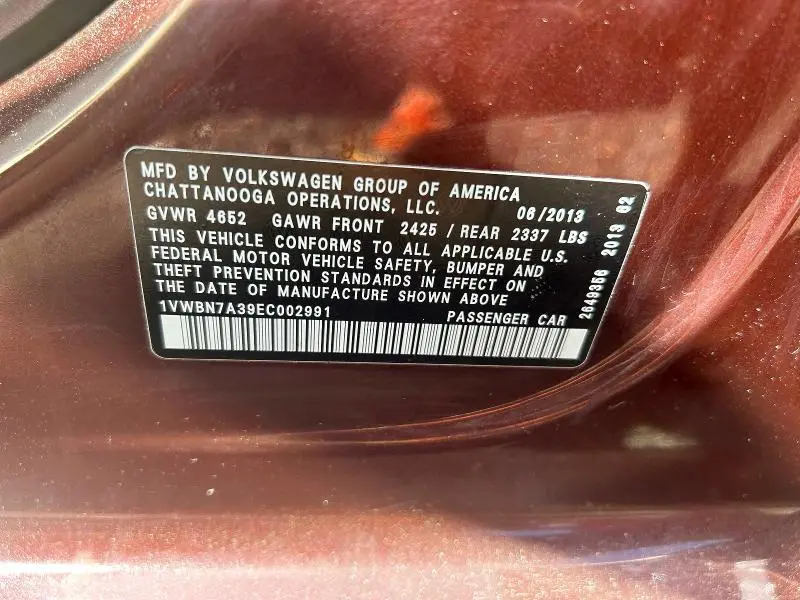 MFD BY VOLKSWAGEN GROUP OF AMERICA
CHATTANOOGA OPERATIONS, LLC. 06/2013
GVWR 4652 GAWR FRONT 2425 / REAR 2337 LBS
THIS VEHICLE CONFORMS TO ALL APPLICABLE U.S.
FEDERAL MOTOR VEHICLE SAFETY, BUMPER AND
THEFT PREVENTION STANDARDS IN EFFECT ON
THE DATE OF MANUFACTURE SHOWN ABOVE
1VWBN7A39EC002991 PASSENGER CAR
2649366 2013 G2